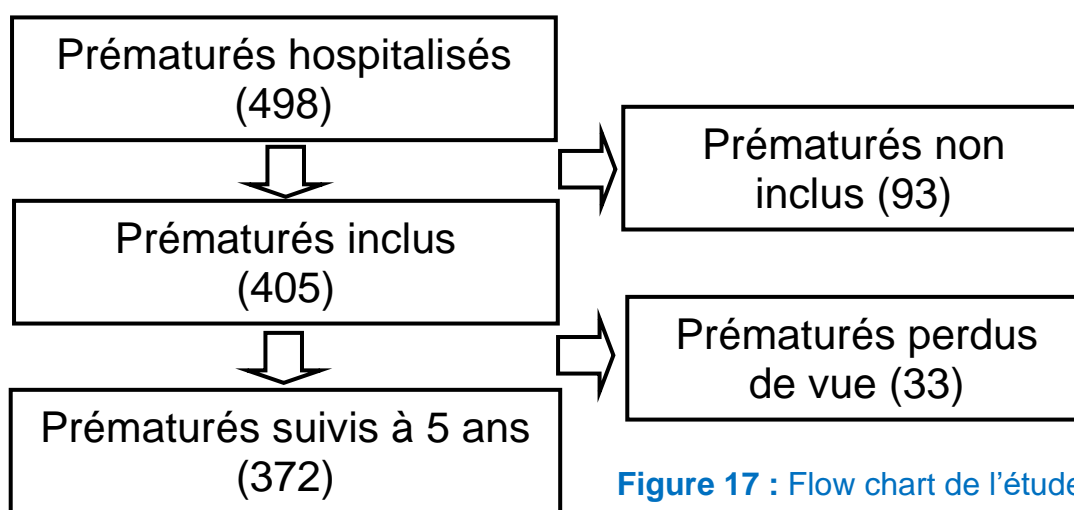 Prématurés hospitalisés
(498)
Prématurés non
inclus (93)
Prématurés inclus
(405)
Prématurés perdus
de vue (33)
Prématurés suivis à 5 ans
(372)
Figure 17 : Flow chart de l’étude